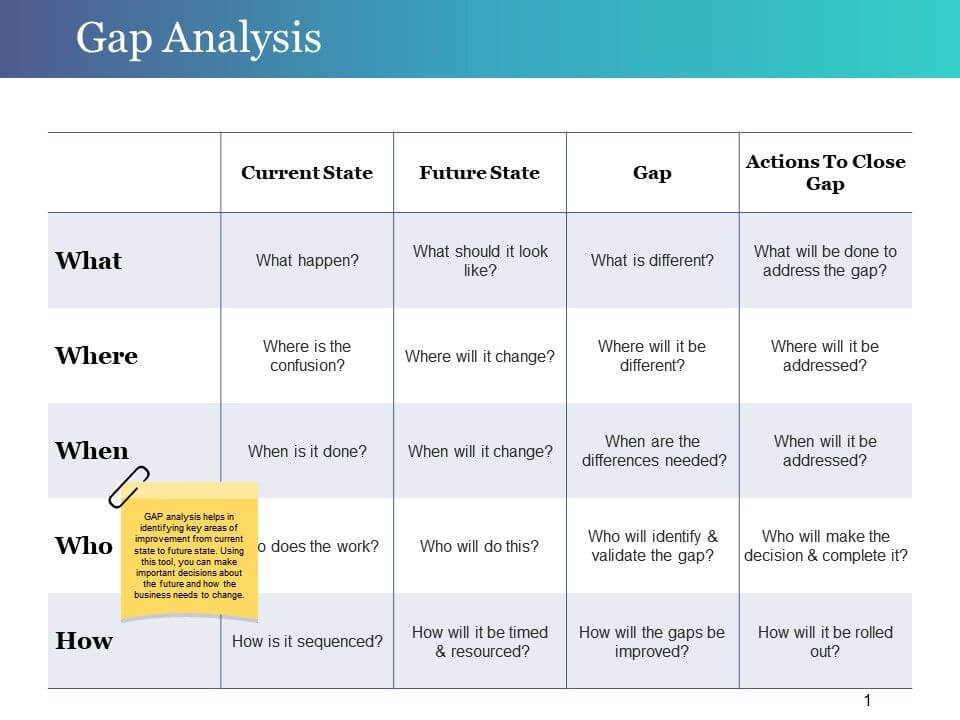 Gap Analysis
Current State
Future State
Gap
Actions To Close
Gap
What
What happen?
What should it look
like?
What is different?
What will be done to
address the gap?
Where
Where is the
confusion?
Where will it change?
Where will it be
different?
Where will it be
addressed?
When
When is it done?
When will it change?
When are the
differences needed?
When will it be
addressed?
Who
does the work?
Who will do this?
Who will identify &
validate the gap?
Who will make the
decision & complete it?
GAP analysis helps in
identifying key areas of
improvement from current
state to future state. Using
this tool, you can make
important decisions about
the future and how the
business needs to change.
How
How is it sequenced?
How will it be timed
& resourced?
How will the gaps be
improved?
How will it be rolled
out?
1